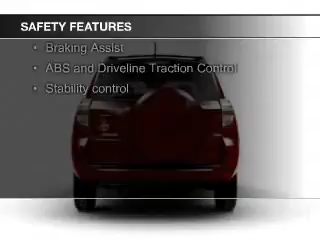 SAFETY FEATURES
• Braking Assist
• ABS and Driveline Traction Control
• Stability control